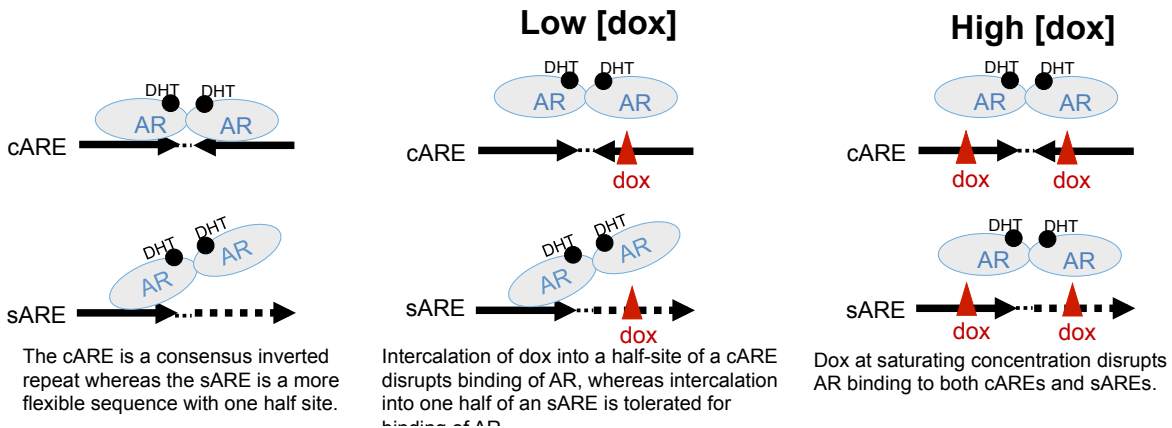 Low [dox]
High [dox]
DHT DHT
AR AR
cARE
DHT DHT
AR AR
cARE
dox
DHT DHT
AR AR
cARE
dox dox
DHT DHT
AR AR
sARE
DHT DHT
AR AR
sARE
dox
DHT DHT
AR AR
sARE
dox dox
The cARE is a consensus inverted
repeat whereas the sARE is a more
flexible sequence with one half site.
Intercalation of dox into a half-site of a cARE
disrupts binding of AR, whereas intercalation
into one half of an sARE is tolerated for
binding of AR
Dox at saturating concentration disrupts
AR binding to both cAREs and sAREs.